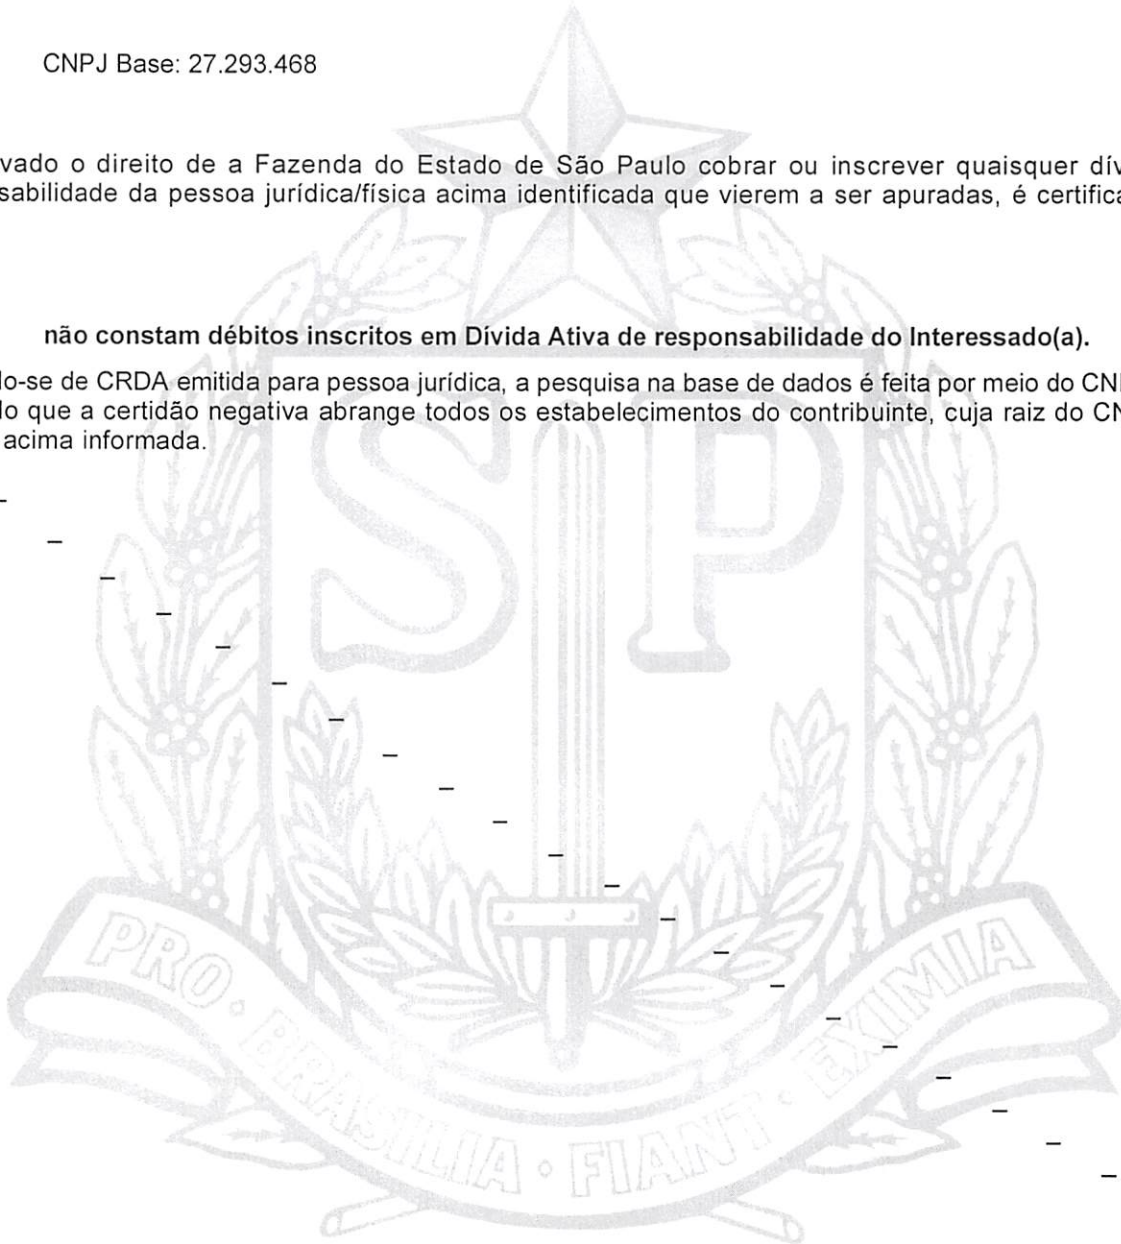 CNPJ Base: 27.293.468
vado o direito de a Fazenda do Estado de São Paulo cobrar ou inscrever quaisquer dív
sabilidade da pessoa jurídica/física acima identificada que vierem a ser apuradas, é certifica
não constam débitos inscritos em Dívida Ativa de responsabilidade do Interessado(a).
do-se de CRDA emitida para pessoa jurídica, a pesquisa na base de dados é feita por meio do CN
do que a certidão negativa abrange todos os estabelecimentos do contribuinte, cuja raiz do CN
acima informada.
SP
PRO • BRASILIA • FIANT • EXIMIA